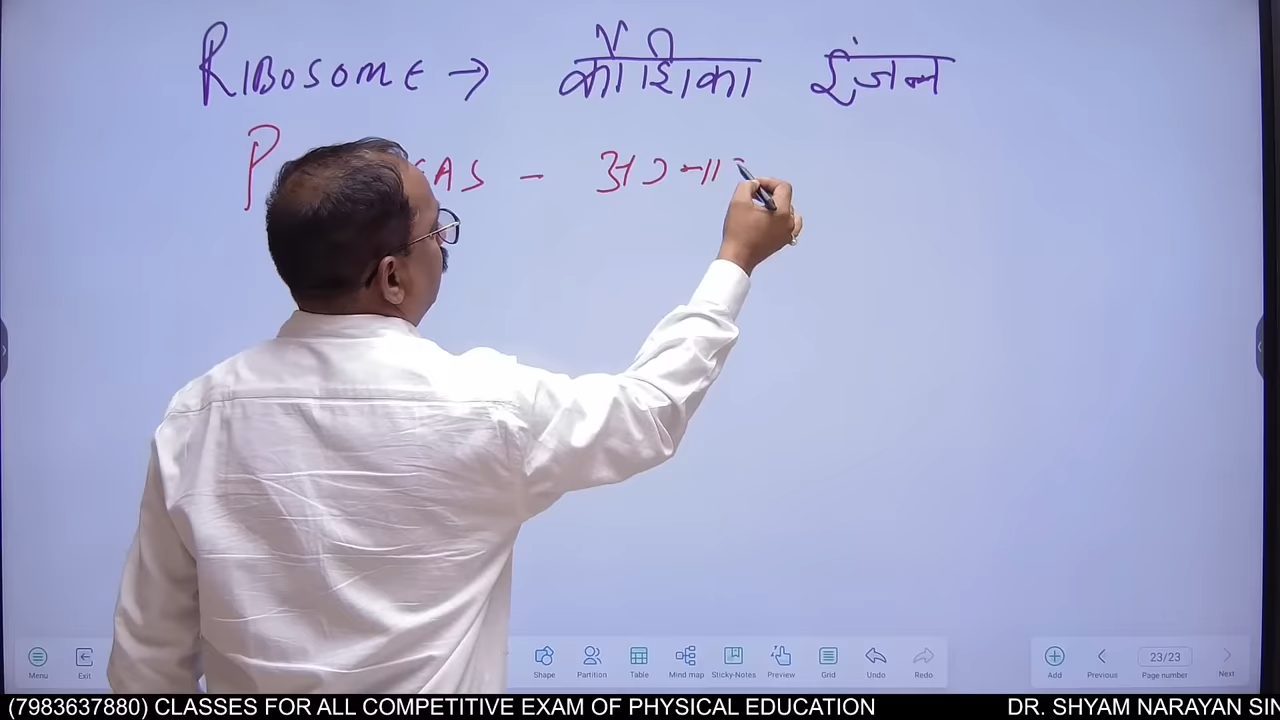 RIBOSOME → कौशिका इंजन
- अग्ना
Menu
Exit
Shape
Partition
Table
Mind map
Sticky-Notes
Preview
Grid
Undo
Redo
Add
Previous
23/23
Page number
Next
(7983637880) CLASSES FOR ALL COMPETITIVE EXAM OF PHYSICAL EDUCATION DR. SHYAM NARAYAN SIN